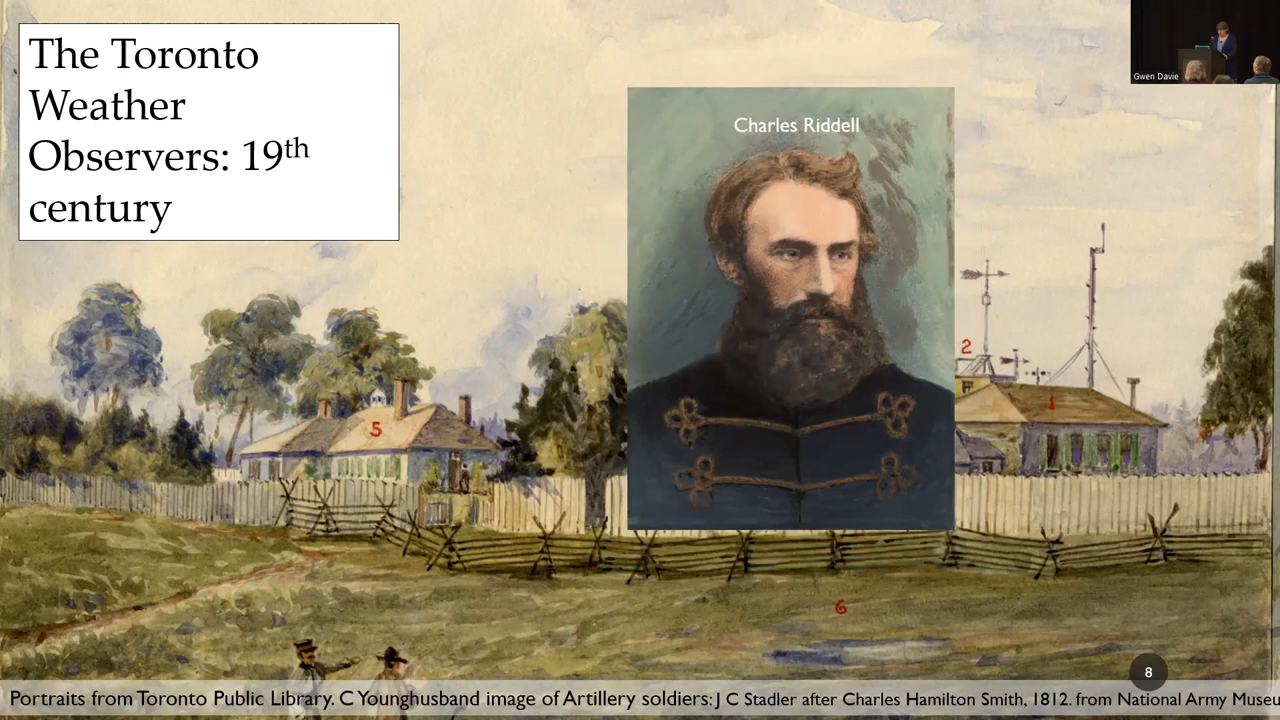 The Toronto
Weather
Observers: 19th
century
Gwen Davie
Charles Riddell
2
1
5
6
8
Portraits from Toronto Public Library. C Younghusband image of Artillery soldiers: J C Stadler after Charles Hamilton Smith, 1812. from National Army